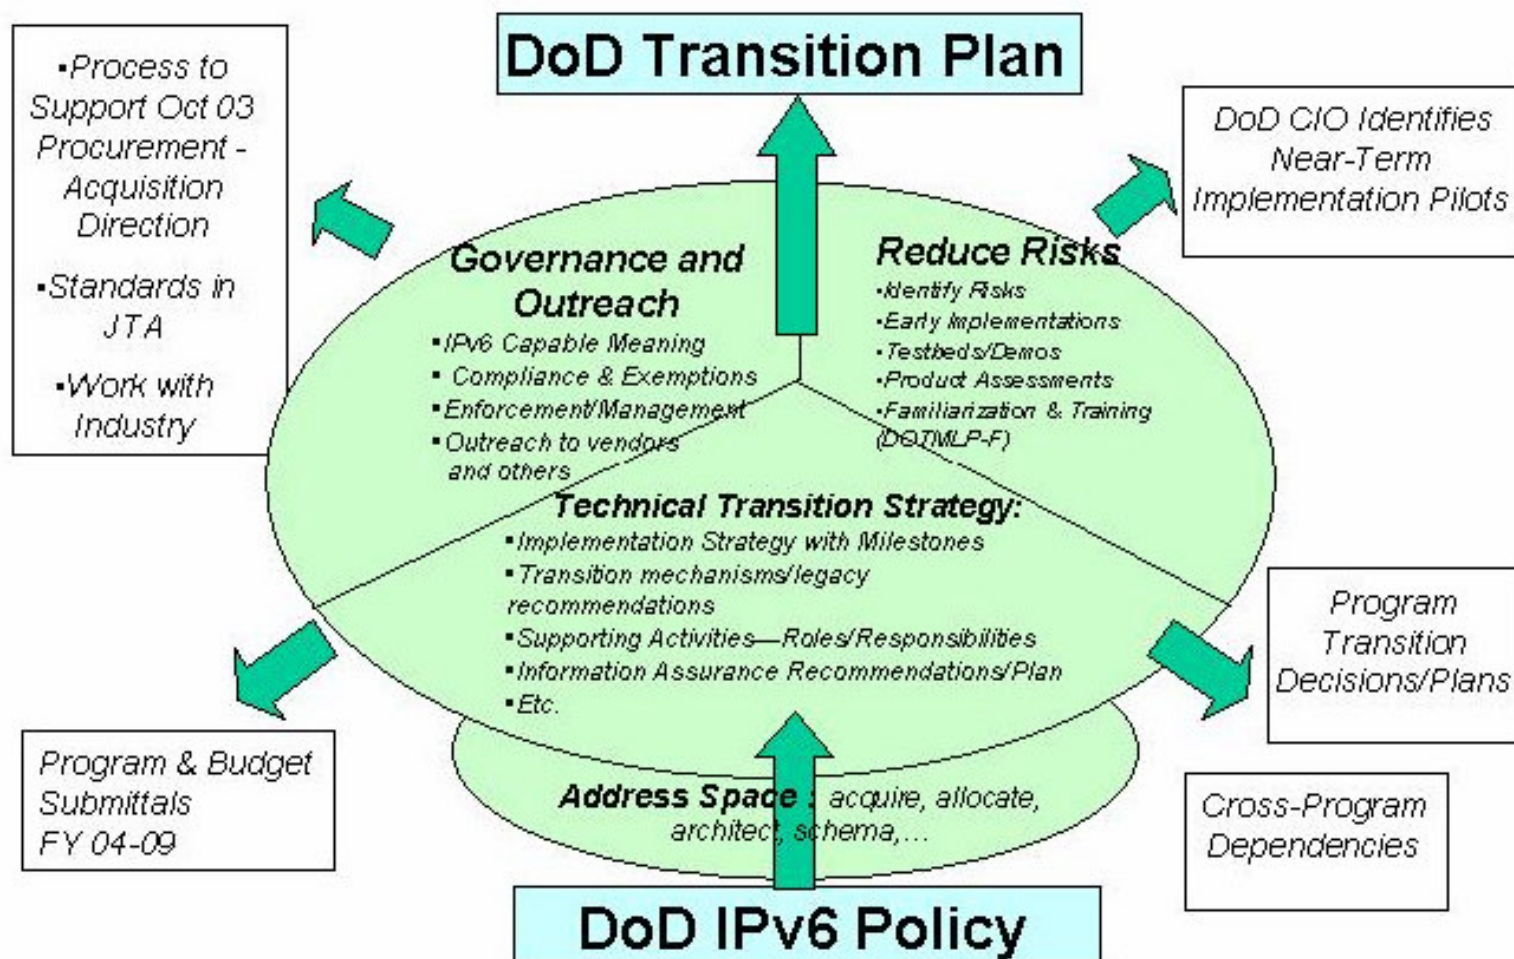 DoD Transition Plan
▪Process to
Support Oct 03
Procurement -
Acquisition
Direction
▪Standards in
JTA
▪Work with
Industry
DoD CIO Identifies
Near-Term
Implementation Pilots
Governance and
Outreach
▪IPv6 Capable Meaning
▪ Compliance & Exemptions
▪Enforcement/Management
▪Outreach to vendors
and others
Reduce Risks
▪Identify Risks
▪Early Implementations
▪Testbeds/Demos
▪Product Assessments
▪Familiarization & Training
(DOTMLP-F)
Technical Transition Strategy:
▪Implementation Strategy with Milestones
▪Transition mechanisms/legacy
recommendations
▪Supporting Activities—Roles/Responsibilities
▪Information Assurance Recommendations/Plan
▪Etc.
Program
Transition
Decisions/Plans
Program & Budget
Submittals
FY 04-09
Address Space : acquire, allocate,
architect, schema,...
Cross-Program
Dependencies
DoD IPv6 Policy